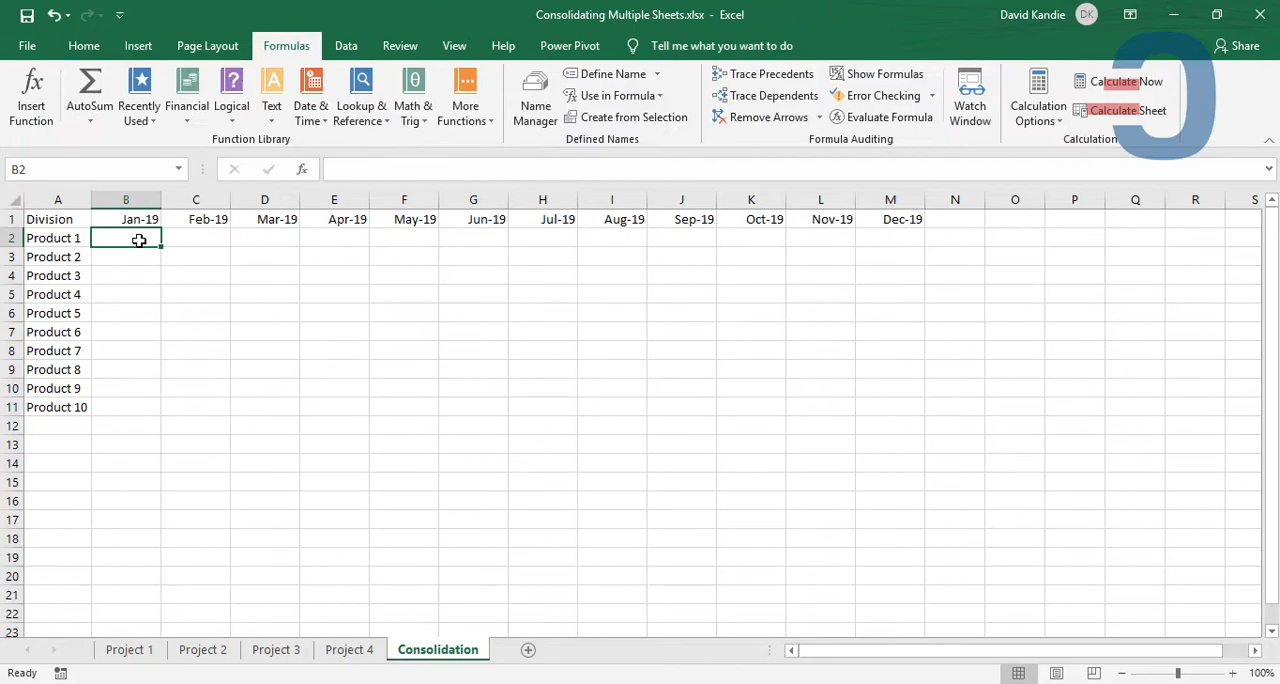 Consolidating Multiple Sheets.xlsx - Excel
David Kandie DK
File Home Insert Page Layout Formulas Data Review View Help Power Pivot Tell me what you want to do Share
Insert Function
AutoSum
Recently Used
Financial
Logical
Text
Date & Time
Lookup & Reference
Math & Trig
More Functions
Function Library
Name Manager
Define Name
Use in Formula
Create from Selection
Defined Names
Trace Precedents
Trace Dependents
Remove Arrows
Show Formulas
Error Checking
Evaluate Formula
Formula Auditing
Watch Window
Calculation Options
Calculate Now
Calculate Sheet
Calculation
B2 fx
A B C D E F G H I J K L M N O P Q R S
1 Division Jan-19 Feb-19 Mar-19 Apr-19 May-19 Jun-19 Jul-19 Aug-19 Sep-19 Oct-19 Nov-19 Dec-19
2 Product 1
3 Product 2
4 Product 3
5 Product 4
6 Product 5
7 Product 6
8 Product 7
9 Product 8
10 Product 9
11 Product 10
12
13
14
15
16
17
18
19
20
21
22
23
Project 1 Project 2 Project 3 Project 4 Consolidation
Ready 100%